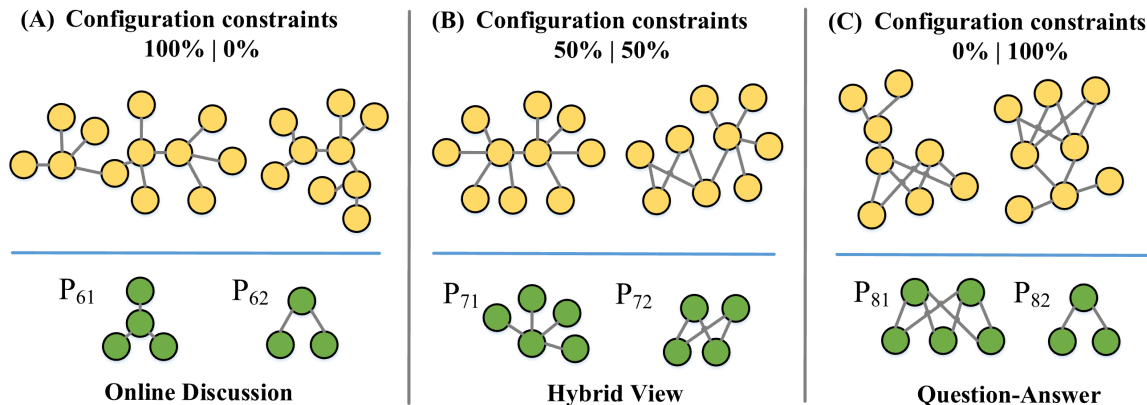 (A) Configuration constraints
100% | 0%
P61
P62
Online Discussion
(B) Configuration constraints
50% | 50%
P71
P72
Hybrid View
(C) Configuration constraints
0% | 100%
P81
P82
Question-Answer